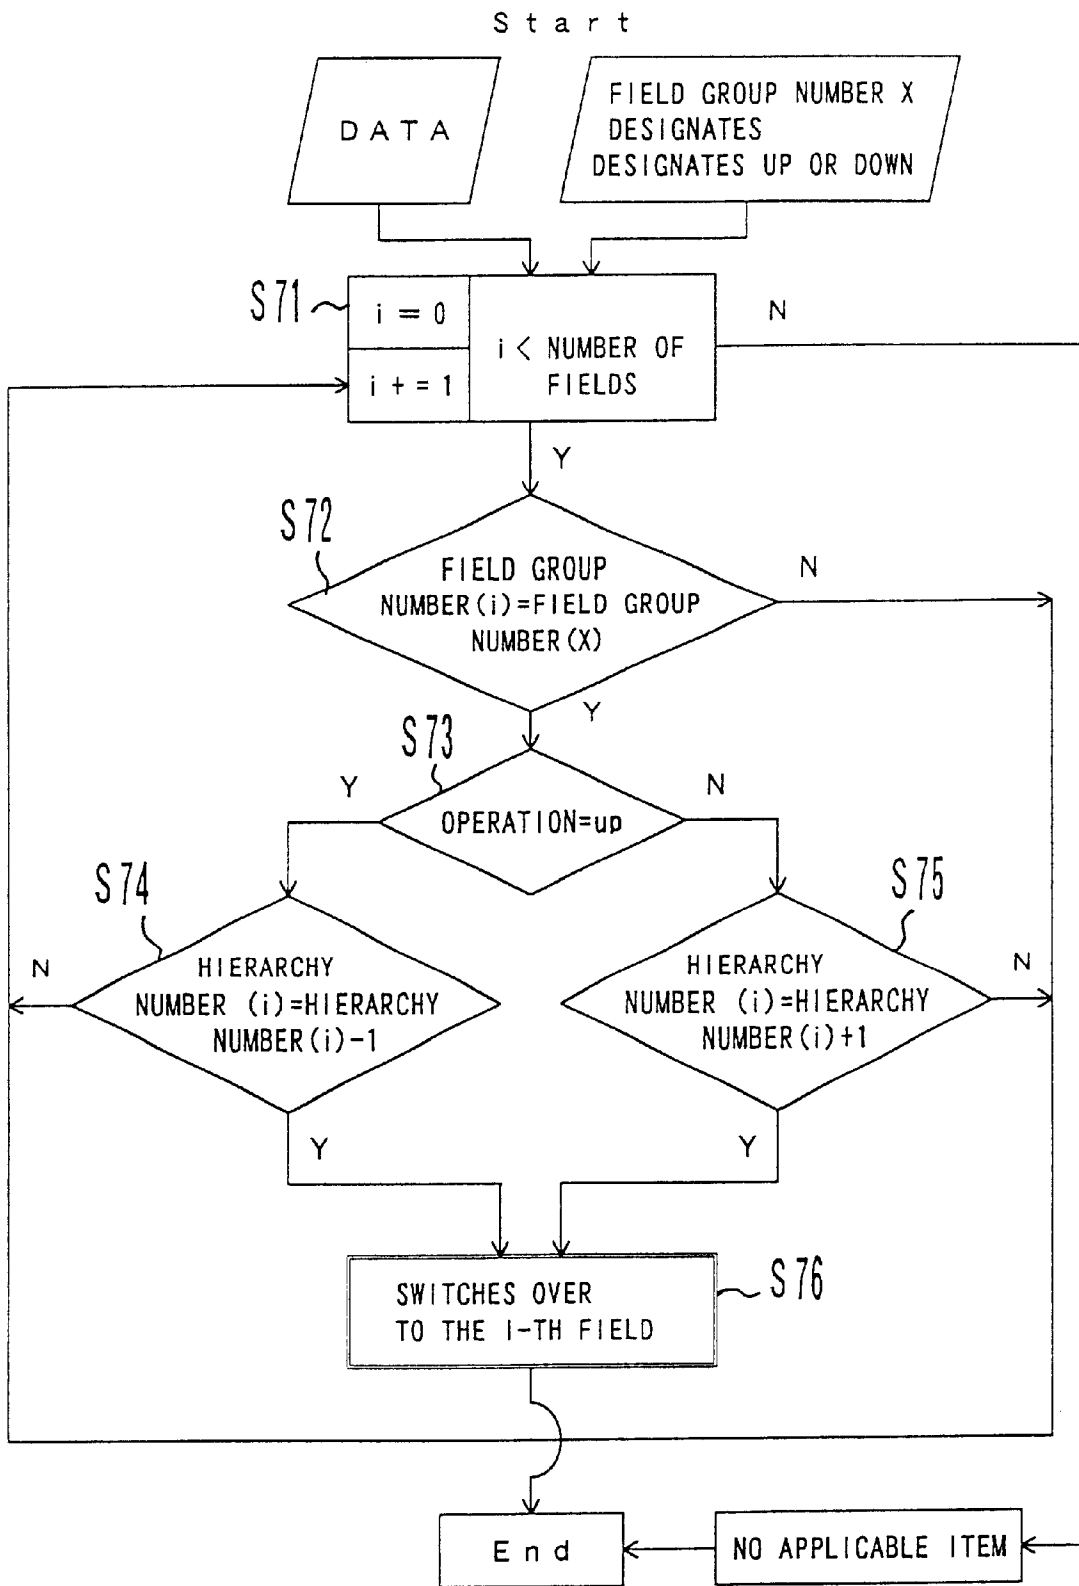 Start
DATA
FIELD GROUP NUMBER X
DESIGNATES
DESIGNATES UP OR DOWN
S71
i = 0
i += 1
i < NUMBER OF
FIELDS
N
Y
S72
FIELD GROUP
NUMBER(i)=FIELD GROUP
NUMBER(X)
N
Y
S73
Y
OPERATION=up
N
S74
HIERARCHY
NUMBER (i)=HIERARCHY
NUMBER(i)-1
N
Y
S75
HIERARCHY
NUMBER (i)=HIERARCHY
NUMBER(i)+1
N
Y
SWITCHES OVER
TO THE I-TH FIELD
S76
End
NO APPLICABLE ITEM